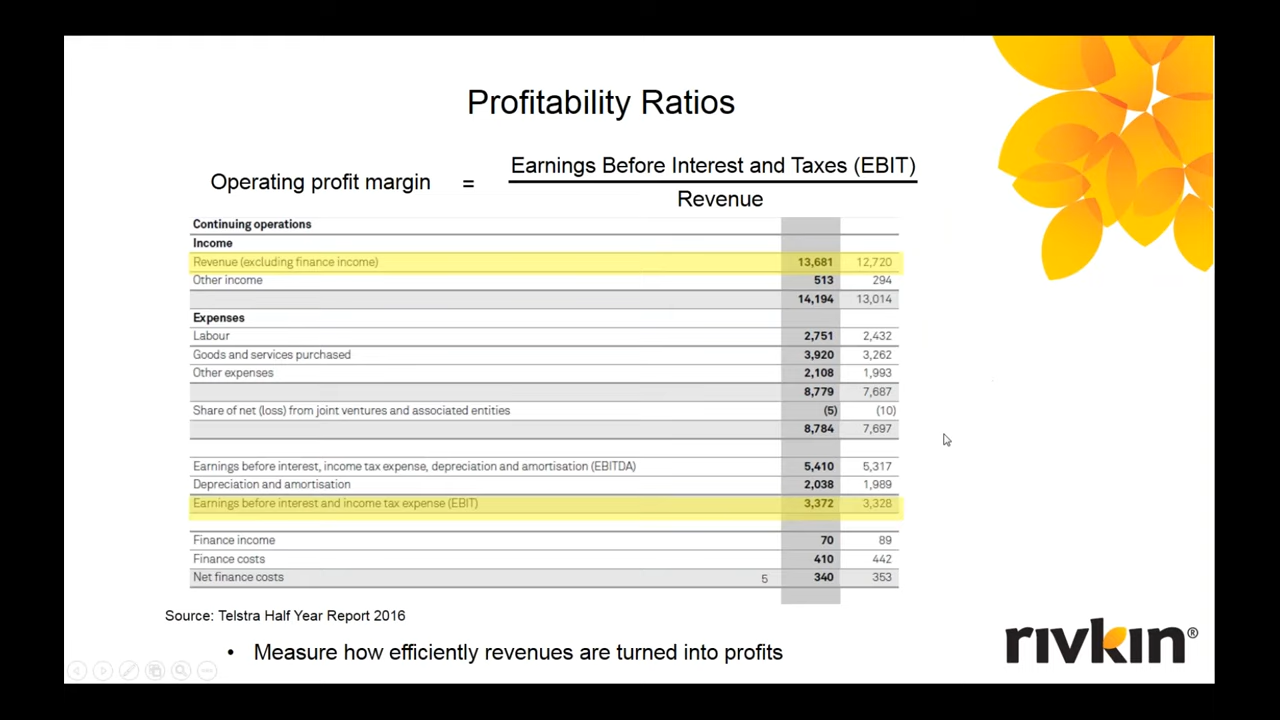 Profitability Ratios
Operating profit margin = Earnings Before Interest and Taxes (EBIT)
Revenue
Continuing operations
Income
Revenue (excluding finance income) 13,681 12,720
Other income 513 294
14,194 13,014
Expenses
Labour 2,751 2,432
Goods and services purchased 3,920 3,262
Other expenses 2,108 1,993
8,779 7,687
Share of net (loss) from joint ventures and associated entities (5) (10)
8,784 7,697
Earnings before interest, income tax expense, depreciation and amortisation (EBITDA) 5,410 5,317
Depreciation and amortisation 2,038 1,989
Earnings before interest and income tax expense (EBIT) 3,372 3,328
Finance income 70 89
Finance costs 410 442
Net finance costs 5 340 353
Source: Telstra Half Year Report 2016
• Measure how efficiently revenues are turned into profits
rivkin®